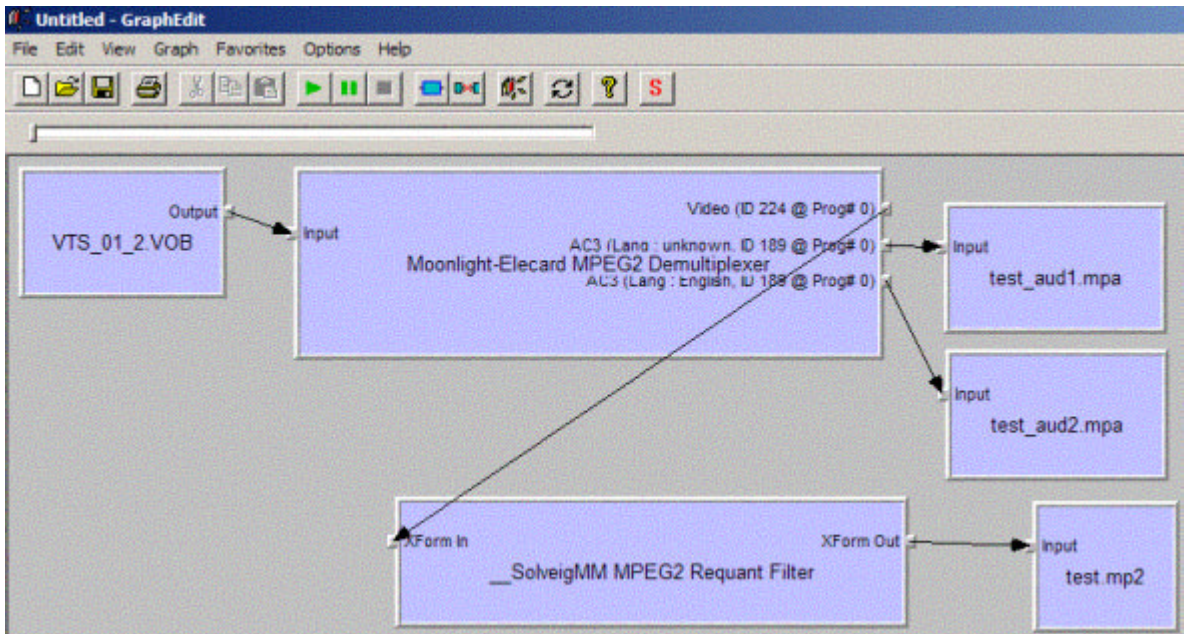 Untitled - GraphEdit
File Edit View Graph Favorites Options Help
S
Output
VTS_01_2.VOB
Input
Video (ID 224 @ Prog# 0)
AC3 (Lang : unknown, ID 189 @ Prog# 0)
Moonlight-Elecard MPEG2 Demultiplexer
AC3 (Lang : English, ID 189 @ Prog# 0)
Input
test_aud1.mpa
Input
test_aud2.mpa
XForm In
XForm Out
__SolveigMM MPEG2 Requant Filter
Input
test.mp2